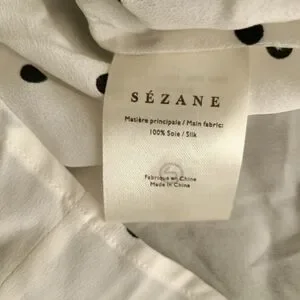 SÉZANE
Matière principale / Main fabric:
100% Soie / Silk
Fabriqué en Chine
Made in China